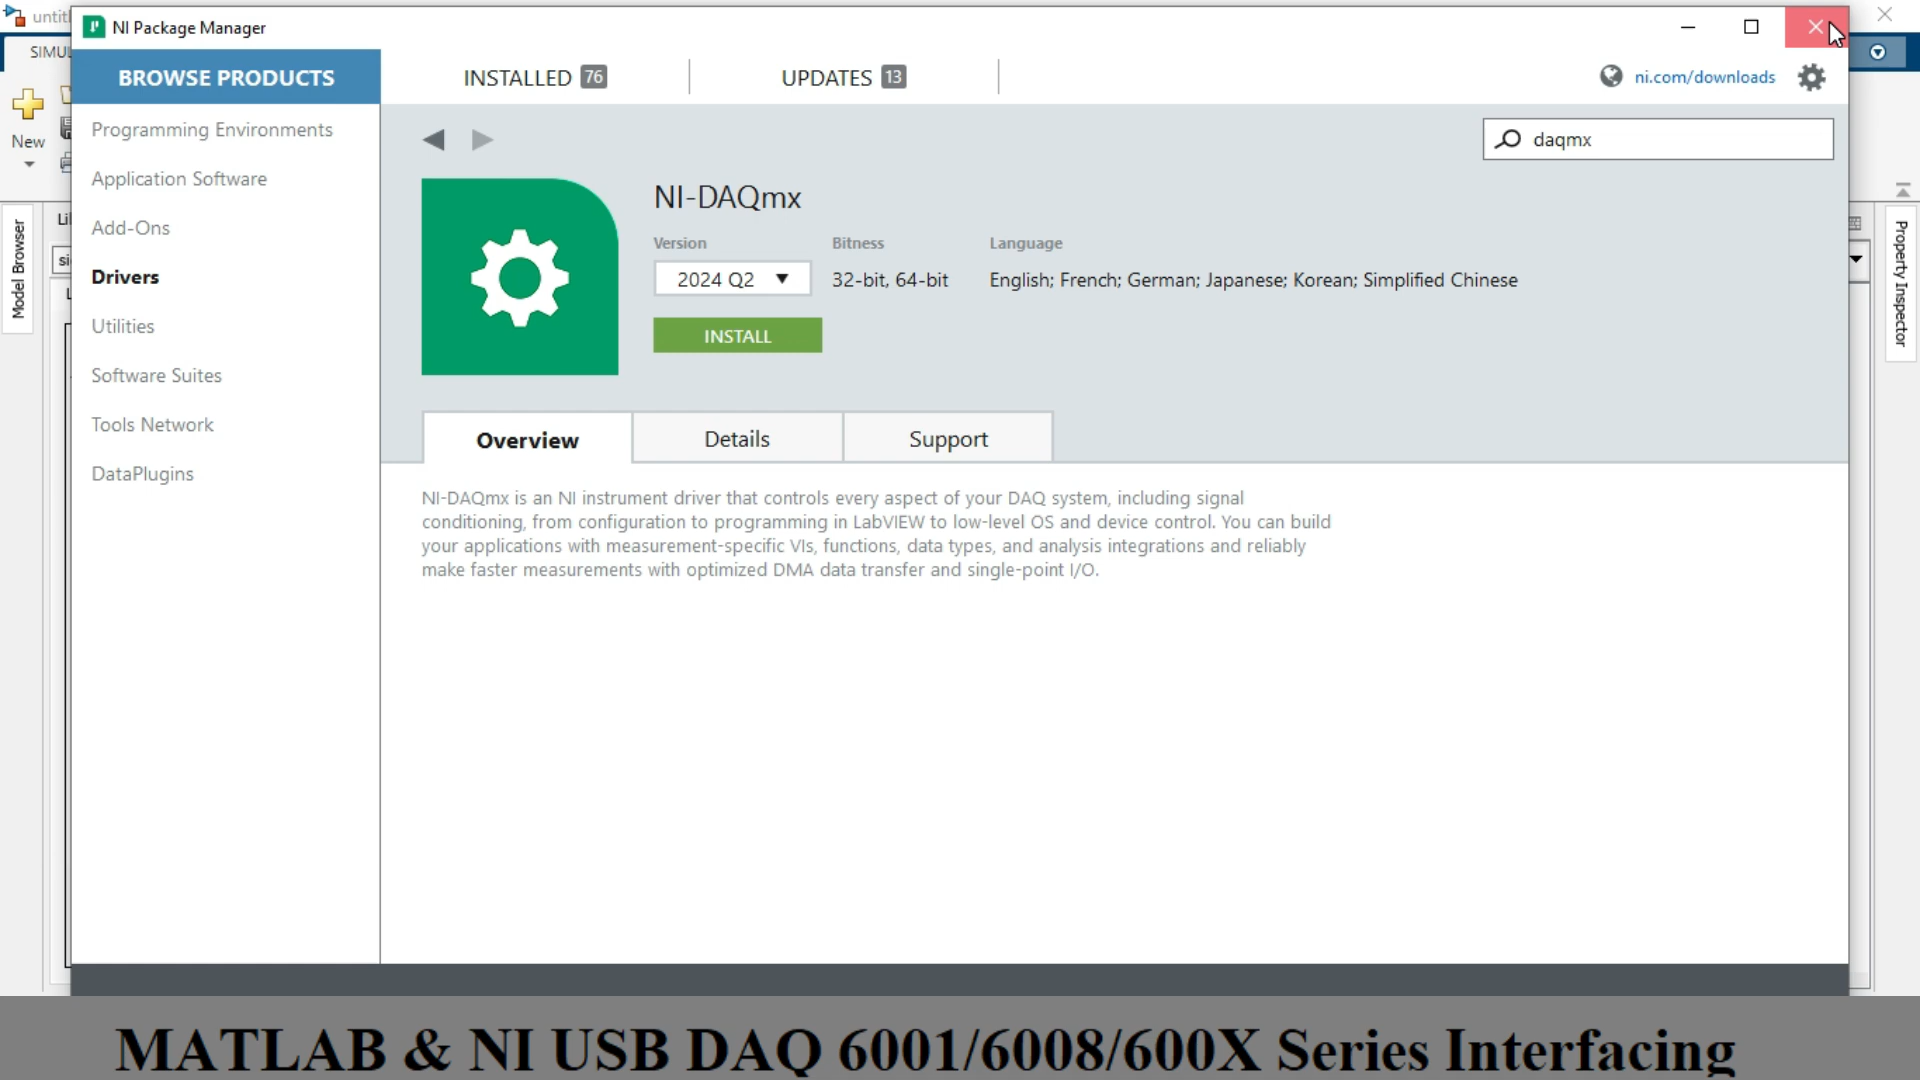 untitl
NI Package Manager
SIMUL
BROWSE PRODUCTS
INSTALLED 76
UPDATES 13
ni.com/downloads
New
Programming Environments
Application Software
Add-Ons
Drivers
Utilities
Software Suites
Tools Network
DataPlugins
daqmx
NI-DAQmx
Version
Bitness
Language
2024 Q2
32-bit, 64-bit
English; French; German; Japanese; Korean; Simplified Chinese
INSTALL
Overview
Details
Support
NI-DAQmx is an NI instrument driver that controls every aspect of your DAQ system, including signal
conditioning, from configuration to programming in LabVIEW to low-level OS and device control. You can build
your applications with measurement-specific VIs, functions, data types, and analysis integrations and reliably
make faster measurements with optimized DMA data transfer and single-point I/O.
Model Browser
Property Inspector
MATLAB & NI USB DAQ 6001/6008/600X Series Interfacing